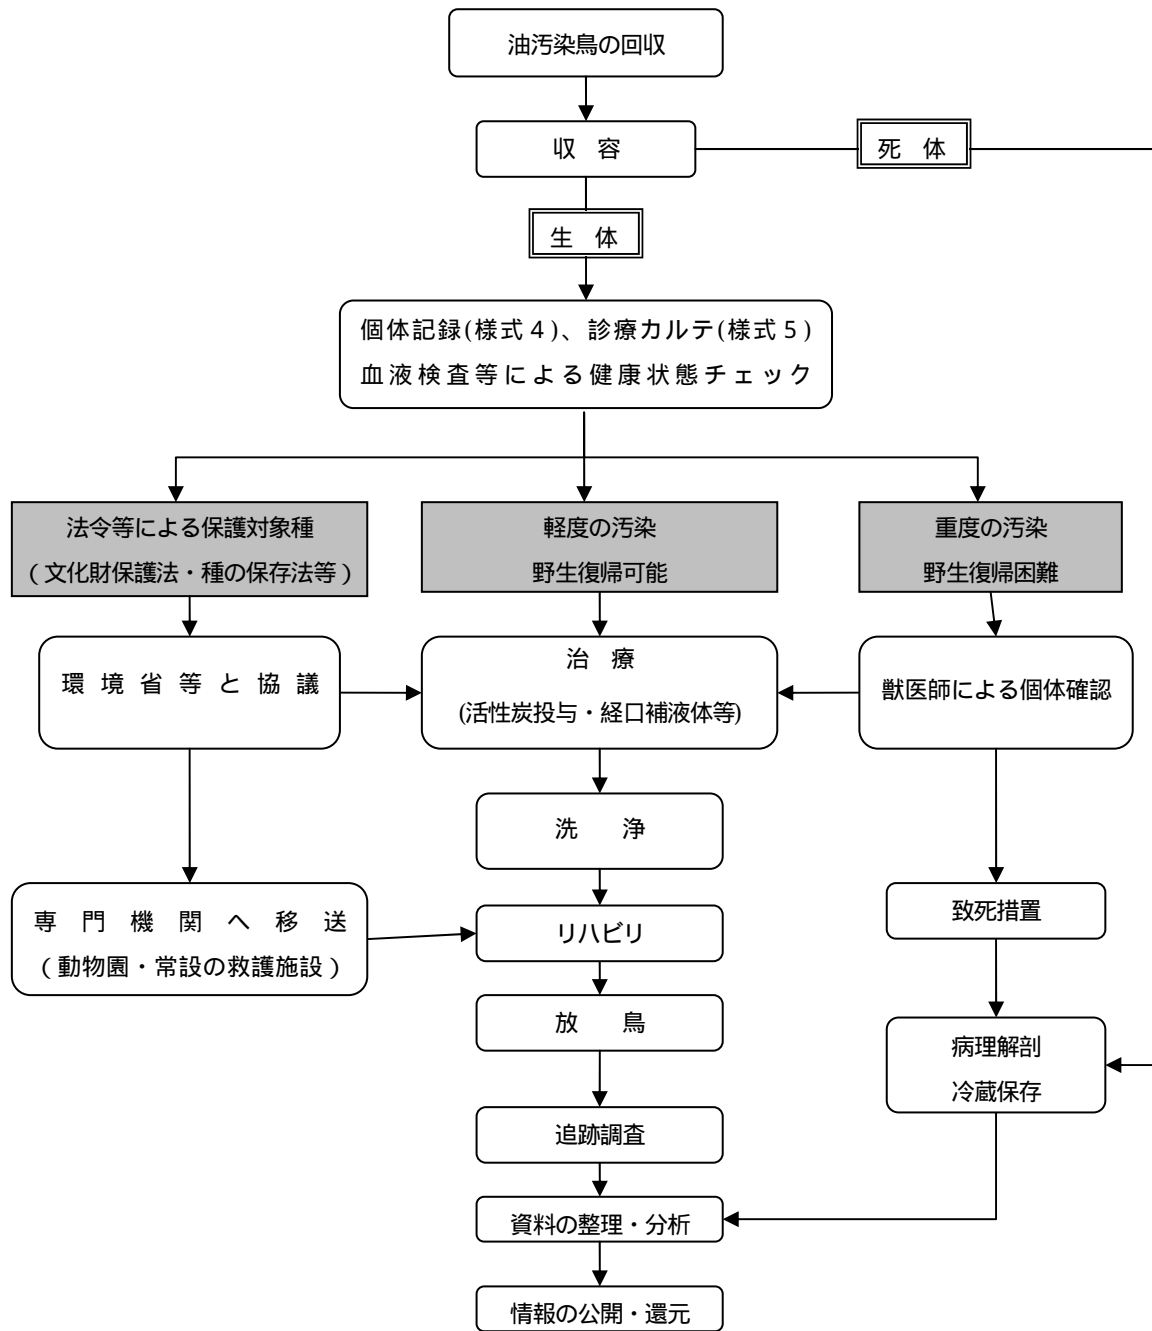 油汚染鳥の回収
収　容
死　体
生　体
個体記録(様式４)、診療カルテ(様式５)
血液検査等による健康状態チェック
法令等による保護対象種
（文化財保護法・種の保存法等）
軽度の汚染
野生復帰可能
重度の汚染
野生復帰困難
環境省等と協議
治　療
(活性炭投与・経口補液体等)
獣医師による個体確認
洗　浄
専門機関へ移送
（動物園・常設の救護施設）
リハビリ
致死措置
放　鳥
病理解剖
冷蔵保存
追跡調査
資料の整理・分析
情報の公開・還元